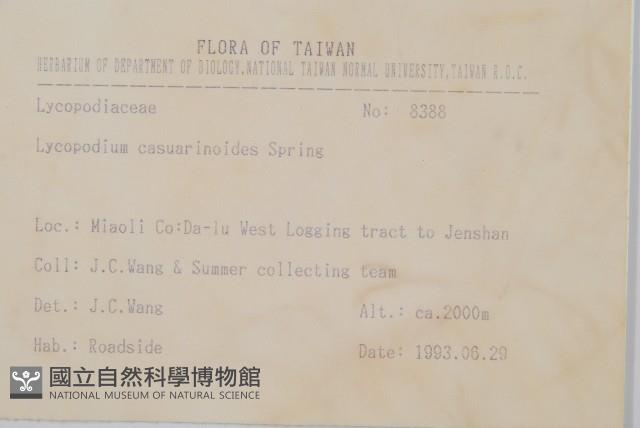 FLORA OF TAIWAN
HERBARIUM OF DEPARTMENT OF BIOLOGY,NATIONAL TAIWAN NORMAL UNIVERSITY,TAIWAN R.O.C.
Lycopodiaceae No: 8388
Lycopodium casuarinoides Spring
Loc.: Miaoli Co:Da-lu West Logging tract to Jenshan
Coll: J.C.Wang & Summer collecting team
Det.: J.C.Wang Alt.: ca.2000m
Hab.: Roadside Date: 1993.06.29
國立自然科學博物館
NATIONAL MUSEUM OF NATURAL SCIENCE